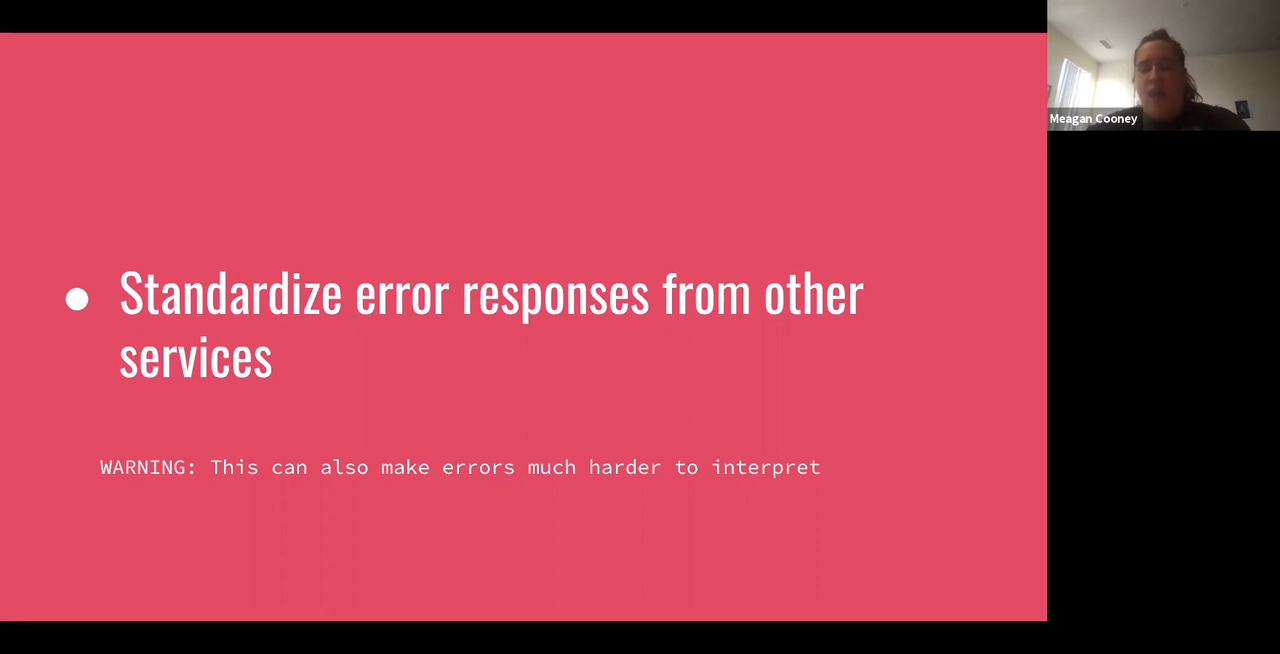 ● Standardize error responses from other
services
WARNING: This can also make errors much harder to interpret
Meagan Cooney